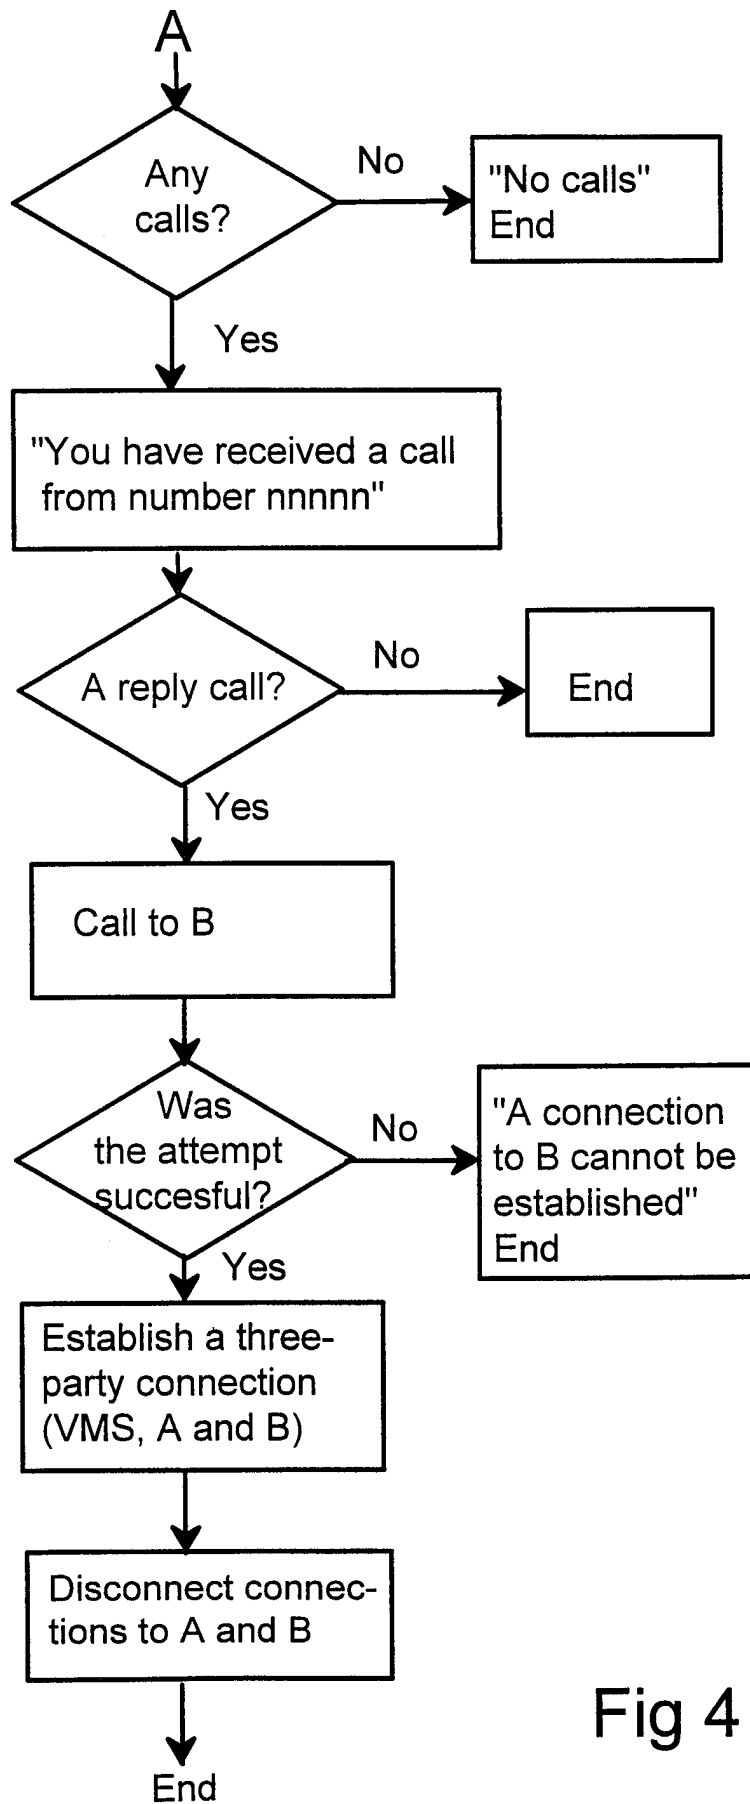 A
Any
calls?
No
"No calls"
End
Yes
"You have received a call
from number nnnnn"
A reply call?
No
End
Yes
Call to B
Was
the attempt
succesful?
No
"A connection
to B cannot be
established"
End
Yes
Establish a three-
party connection
(VMS, A and B)
Disconnect connec-
tions to A and B
End
Fig 4